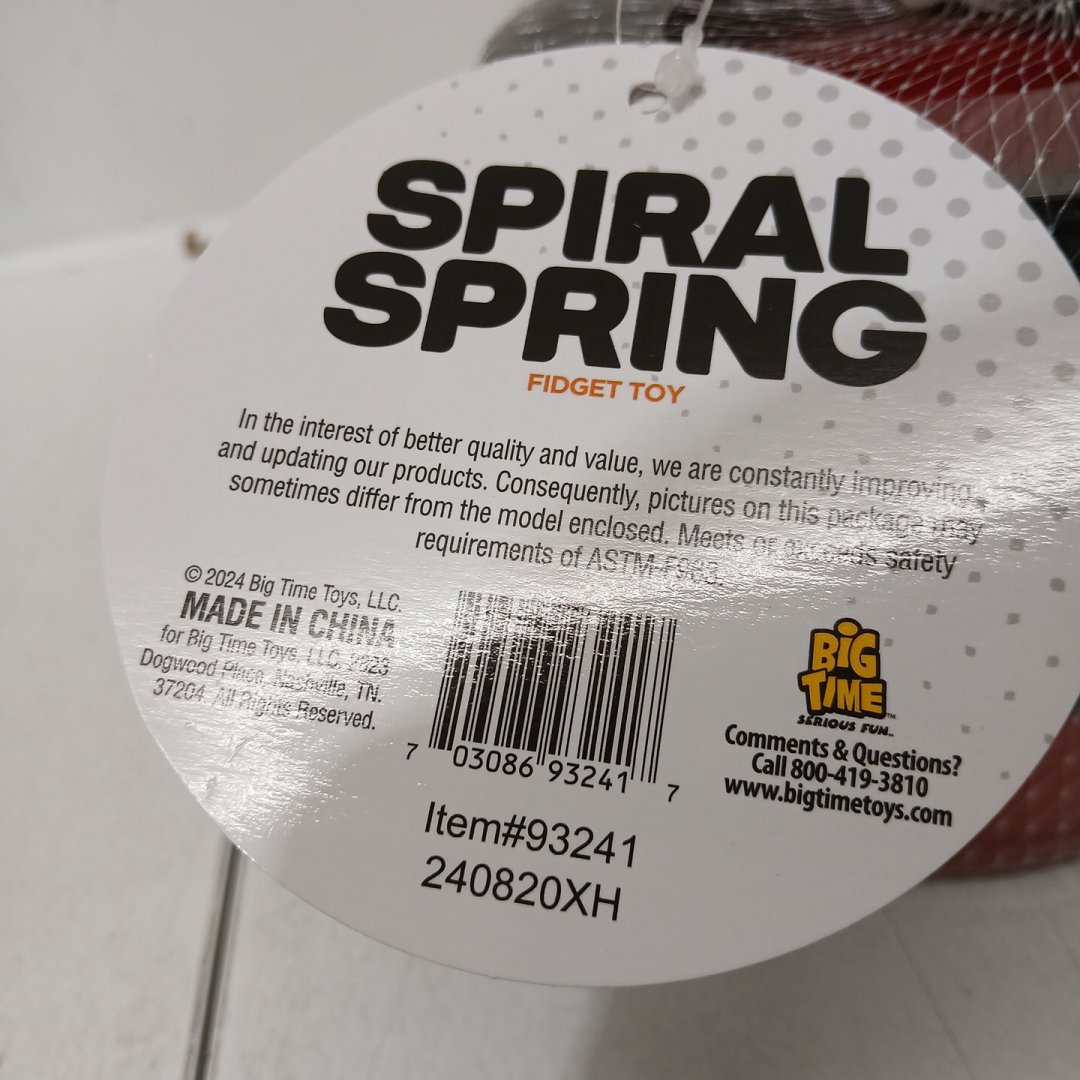 SPIRAL
SPRING
FIDGET TOY
In the interest of better quality and value, we are constantly improving
and updating our products. Consequently, pictures on this package may
sometimes differ from the model enclosed. Meets or exceeds safety
requirements of ASTM-F963.
© 2024 Big Time Toys, LLC.
MADE IN CHINA
for Big Time Toys, LLC,
Dogwood Place, Nashville, TN.
37204. All Rights Reserved.
7 03086 93241 7
Item#93241
240820XH
BiG
TIME™
SERIOUS FUN™
Comments & Questions?
Call 800-419-3810
www.bigtimetoys.com